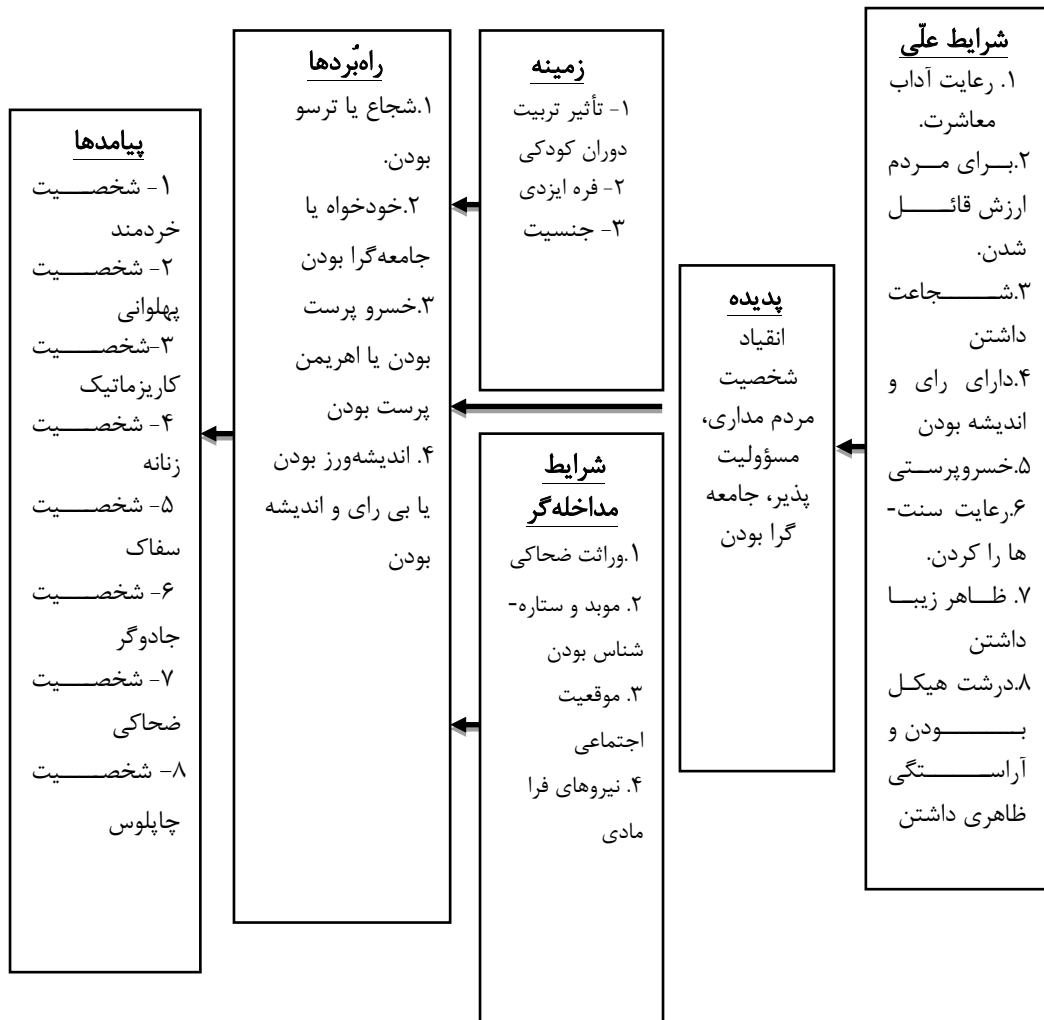 شرایط علّی
۱. رعایت آداب
معاشرت.
۲.برای مردم
ارزش قائل
شدن.
۳.شجاعت
داشتن
۴.دارای رای و
اندیشه بودن
۵.خسروپرستی
۶.رعایت سنت-
ها را کردن.
۷. ظاهر زیبا
داشتن
۸.درشت هیکل
بودن و
آراستگی
ظاهری داشتن
پدیده
انقیاد
شخصیت
مردم مداری،
مسؤولیت
پذیر، جامعه
گرا بودن
زمینه
۱- تأثیر تربیت
دوران کودکی
۲- فره ایزدی
۳- جنسیت
شرایط
مداخله‌گر
۱.وراثت ضحاکی
۲. موبد و ستاره-
شناس بودن
۳. موقعیت
اجتماعی
۴. نیروهای فرا
مادی
راه‌بُردها
۱.شجاع یا ترسو
بودن.
۲.خودخواه یا
جامعه‌گرا بودن
۳.خسرو پرست
بودن یا اهریمن
پرست بودن
۴. اندیشه‌ورز بودن
یا بی رای و اندیشه
بودن
پیامدها
۱- شخصیت
خردمند
۲- شخصیت
پهلوانی
۳-شخصیت
کاریزماتیک
۴- شخصیت
زنانه
۵- شخصیت
سفاک
۶- شخصیت
جادوگر
۷- شخصیت
ضحاکی
۸- شخصیت
چاپلوس